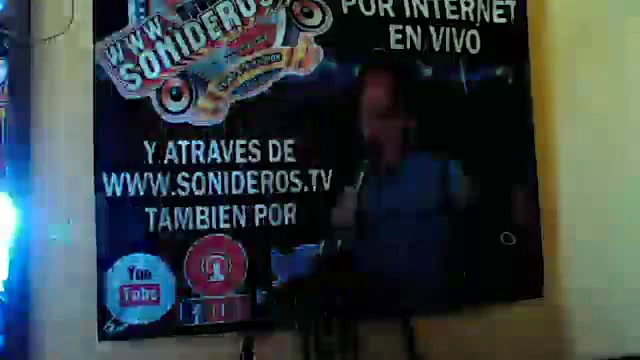 POR INTERNET
EN VIVO
WWW.
SONIDEROS
Y ATRAVES DE
WWW.SONIDEROS.TV
TAMBIEN POR
You
Tube